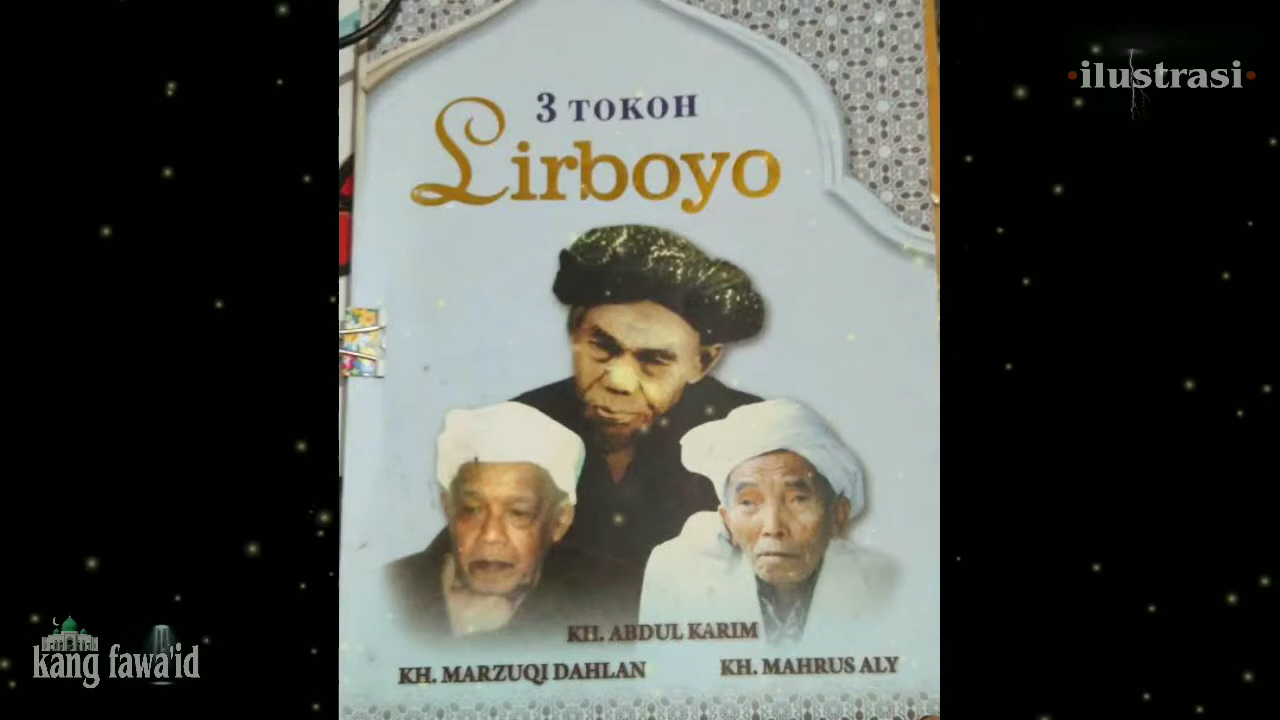 3 TOKOH
Lirboyo
KH. ABDUL KARIM
KH. MARZUQI DAHLAN
KH. MAHRUS ALY
•ilustrasi•
kang fawa'id